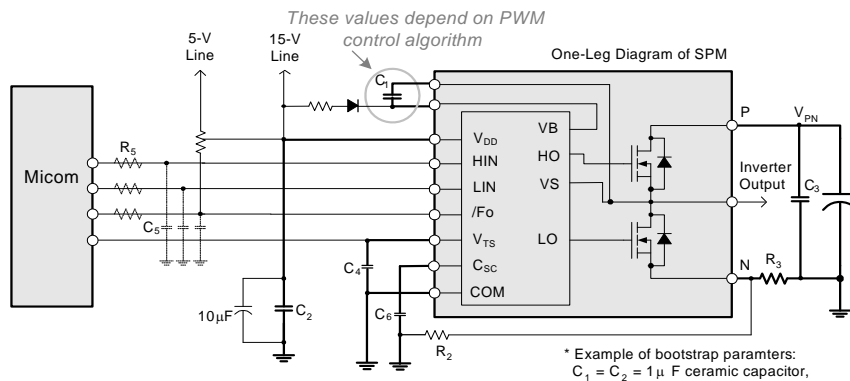 These values depend on PWM
control algorithm
5-V
Line
15-V
Line
One-Leg Diagram of SPM
C1
R5
Micom
C5
10μF
C2
C4
C6
R2
VDD
HIN
LIN
/Fo
VTS
CSC
COM
VB
HO
VS
LO
P
VPN
Inverter
Output
C3
N
R3
* Example of bootstrap paramters:
C1 = C2 = 1μ F ceramic capacitor,